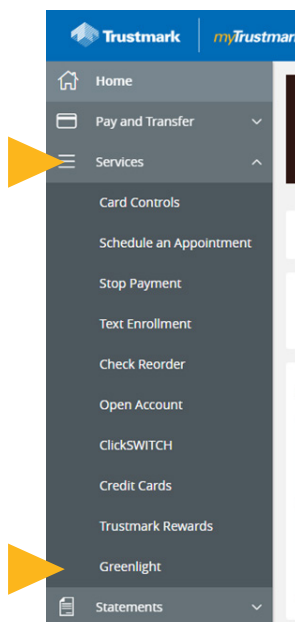 Trustmark myTrustmar
Home
Pay and Transfer
Services
Card Controls
Schedule an Appointment
Stop Payment
Text Enrollment
Check Reorder
Open Account
ClickSWITCH
Credit Cards
Trustmark Rewards
Greenlight
Statements